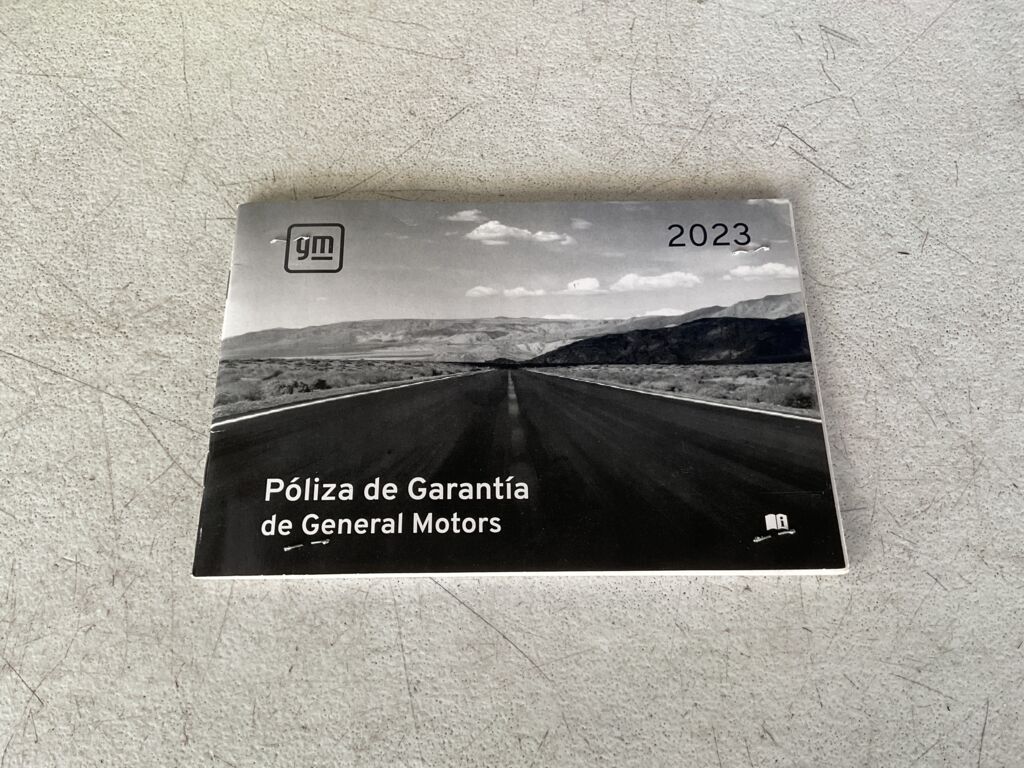 gm
2023
Póliza de Garantía
de General Motors